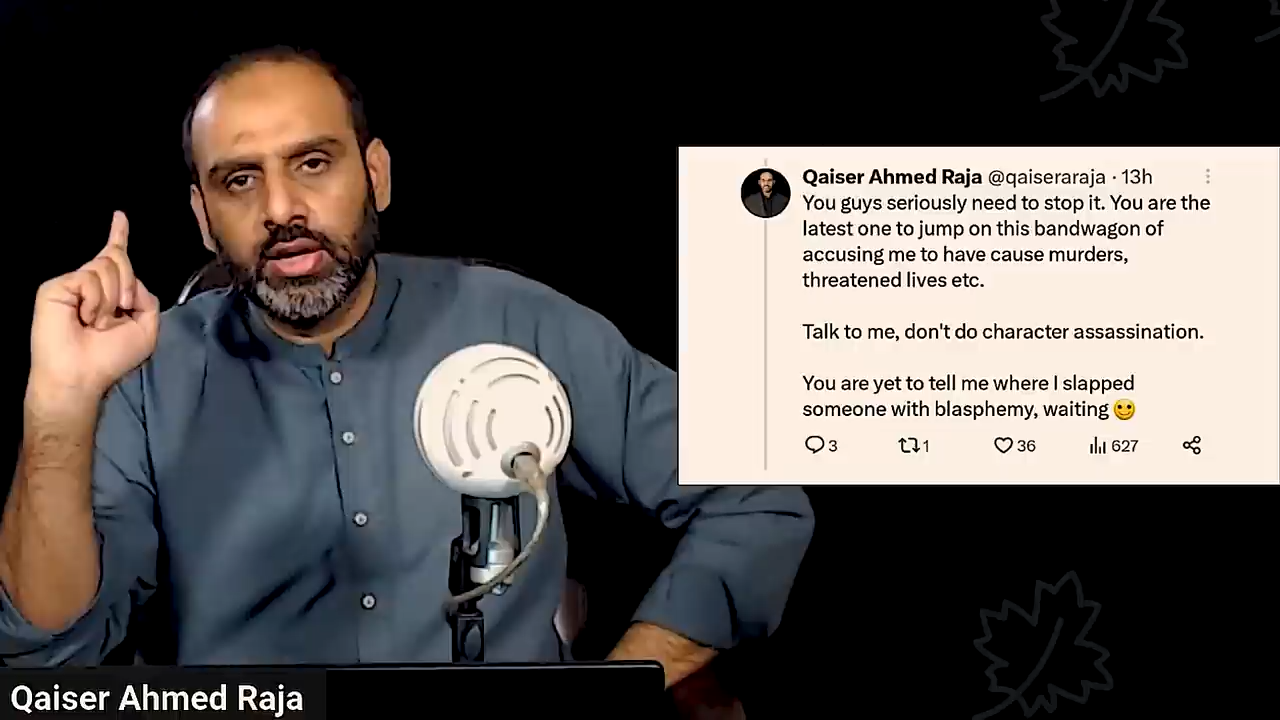 Qaiser Ahmed Raja @qaiseraraja · 13h
You guys seriously need to stop it. You are the
latest one to jump on this bandwagon of
accusing me to have cause murders,
threatened lives etc.
Talk to me, don't do character assassination.
You are yet to tell me where I slapped
someone with blasphemy, waiting 🙂
3 1 36 627
Qaiser Ahmed Raja